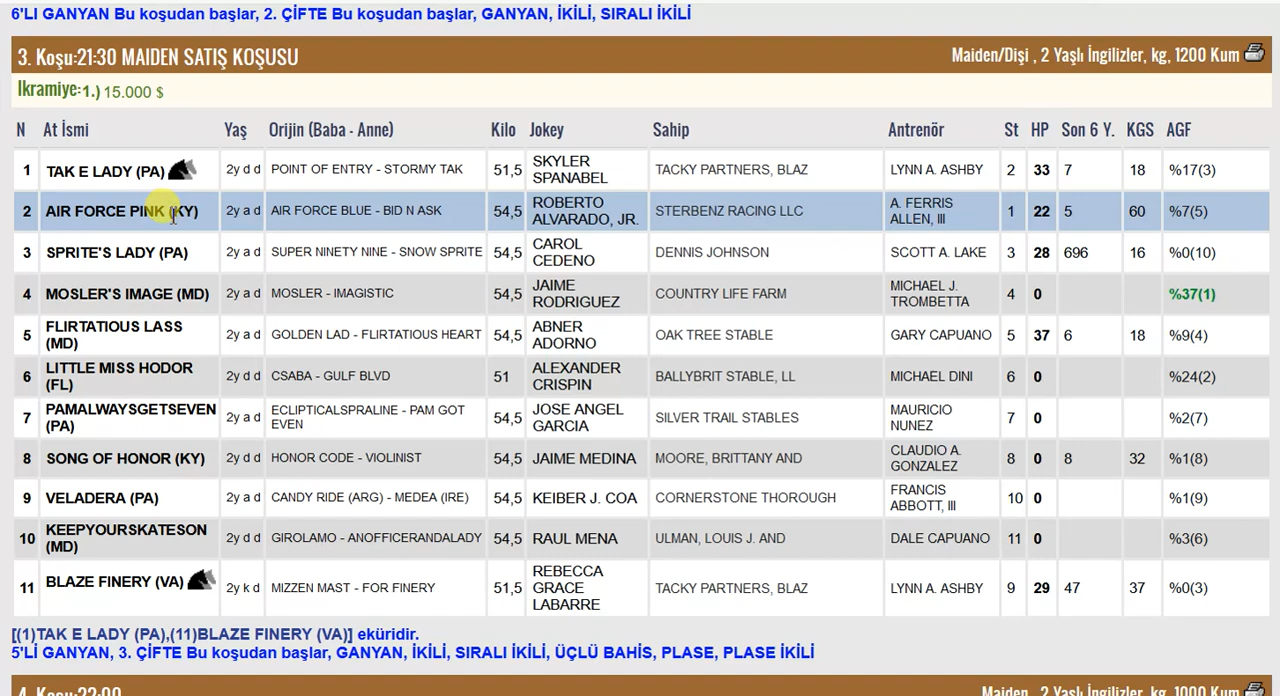 6'LI GANYAN Bu koşudan başlar, 2. ÇİFTE Bu koşudan başlar, GANYAN, İKİLİ, SIRALI İKİLİ
3. Koşu:21:30 MAIDEN SATIŞ KOŞUSU Maiden/Dişi , 2 Yaşlı İngilizler, kg, 1200 Kum
Ikramiye:1.) 15.000 $
N At İsmi Yaş Orijin (Baba - Anne) Kilo Jokey Sahip Antrenör St HP Son 6 Y. KGS AGF
1 TAK E LADY (PA) 2y d d POINT OF ENTRY - STORMY TAK 51,5 SKYLER SPANABEL TACKY PARTNERS, BLAZ LYNN A. ASHBY 2 33 7 18 %17(3)
2 AIR FORCE PINK (KY) 2y a d AIR FORCE BLUE - BID N ASK 54,5 ROBERTO ALVARADO, JR. STERBENZ RACING LLC A. FERRIS ALLEN, III 1 22 5 60 %7(5)
3 SPRITE'S LADY (PA) 2y a d SUPER NINETY NINE - SNOW SPRITE 54,5 CAROL CEDENO DENNIS JOHNSON SCOTT A. LAKE 3 28 696 16 %0(10)
4 MOSLER'S IMAGE (MD) 2y a d MOSLER - IMAGISTIC 54,5 JAIME RODRIGUEZ COUNTRY LIFE FARM MICHAEL J. TROMBETTA 4 0 %37(1)
5 FLIRTATIOUS LASS (MD) 2y a d GOLDEN LAD - FLIRTATIOUS HEART 54,5 ABNER ADORNO OAK TREE STABLE GARY CAPUANO 5 37 6 18 %9(4)
6 LITTLE MISS HODOR (FL) 2y d d CSABA - GULF BLVD 51 ALEXANDER CRISPIN BALLYBRIT STABLE, LL MICHAEL DINI 6 0 %24(2)
7 PAMALWAYSGETSEVEN (PA) 2y a d ECLIPTICALSPRALINE - PAM GOT EVEN 54,5 JOSE ANGEL GARCIA SILVER TRAIL STABLES MAURICIO NUNEZ 7 0 %2(7)
8 SONG OF HONOR (KY) 2y d d HONOR CODE - VIOLINIST 54,5 JAIME MEDINA MOORE, BRITTANY AND CLAUDIO A. GONZALEZ 8 0 8 32 %1(8)
9 VELADERA (PA) 2y a d CANDY RIDE (ARG) - MEDEA (IRE) 54,5 KEIBER J. COA CORNERSTONE THOROUGH FRANCIS ABBOTT, III 10 0 %1(9)
10 KEEPYOURSKATESON (MD) 2y d d GIROLAMO - ANOFFICERANDALADY 54,5 RAUL MENA ULMAN, LOUIS J. AND DALE CAPUANO 11 0 %3(6)
11 BLAZE FINERY (VA) 2y k d MIZZEN MAST - FOR FINERY 51,5 REBECCA GRACE LABARRE TACKY PARTNERS, BLAZ LYNN A. ASHBY 9 29 47 37 %0(3)
[(1)TAK E LADY (PA),(11)BLAZE FINERY (VA)] eküridir.
5'Lİ GANYAN, 3. ÇİFTE Bu koşudan başlar, GANYAN, İKİLİ, SIRALI İKİLİ, ÜÇLÜ BAHİS, PLASE, PLASE İKİLİ
4. Koşu:22:00 Maiden , 2 Yaşlı İngilizler, kg, 1000 Kum